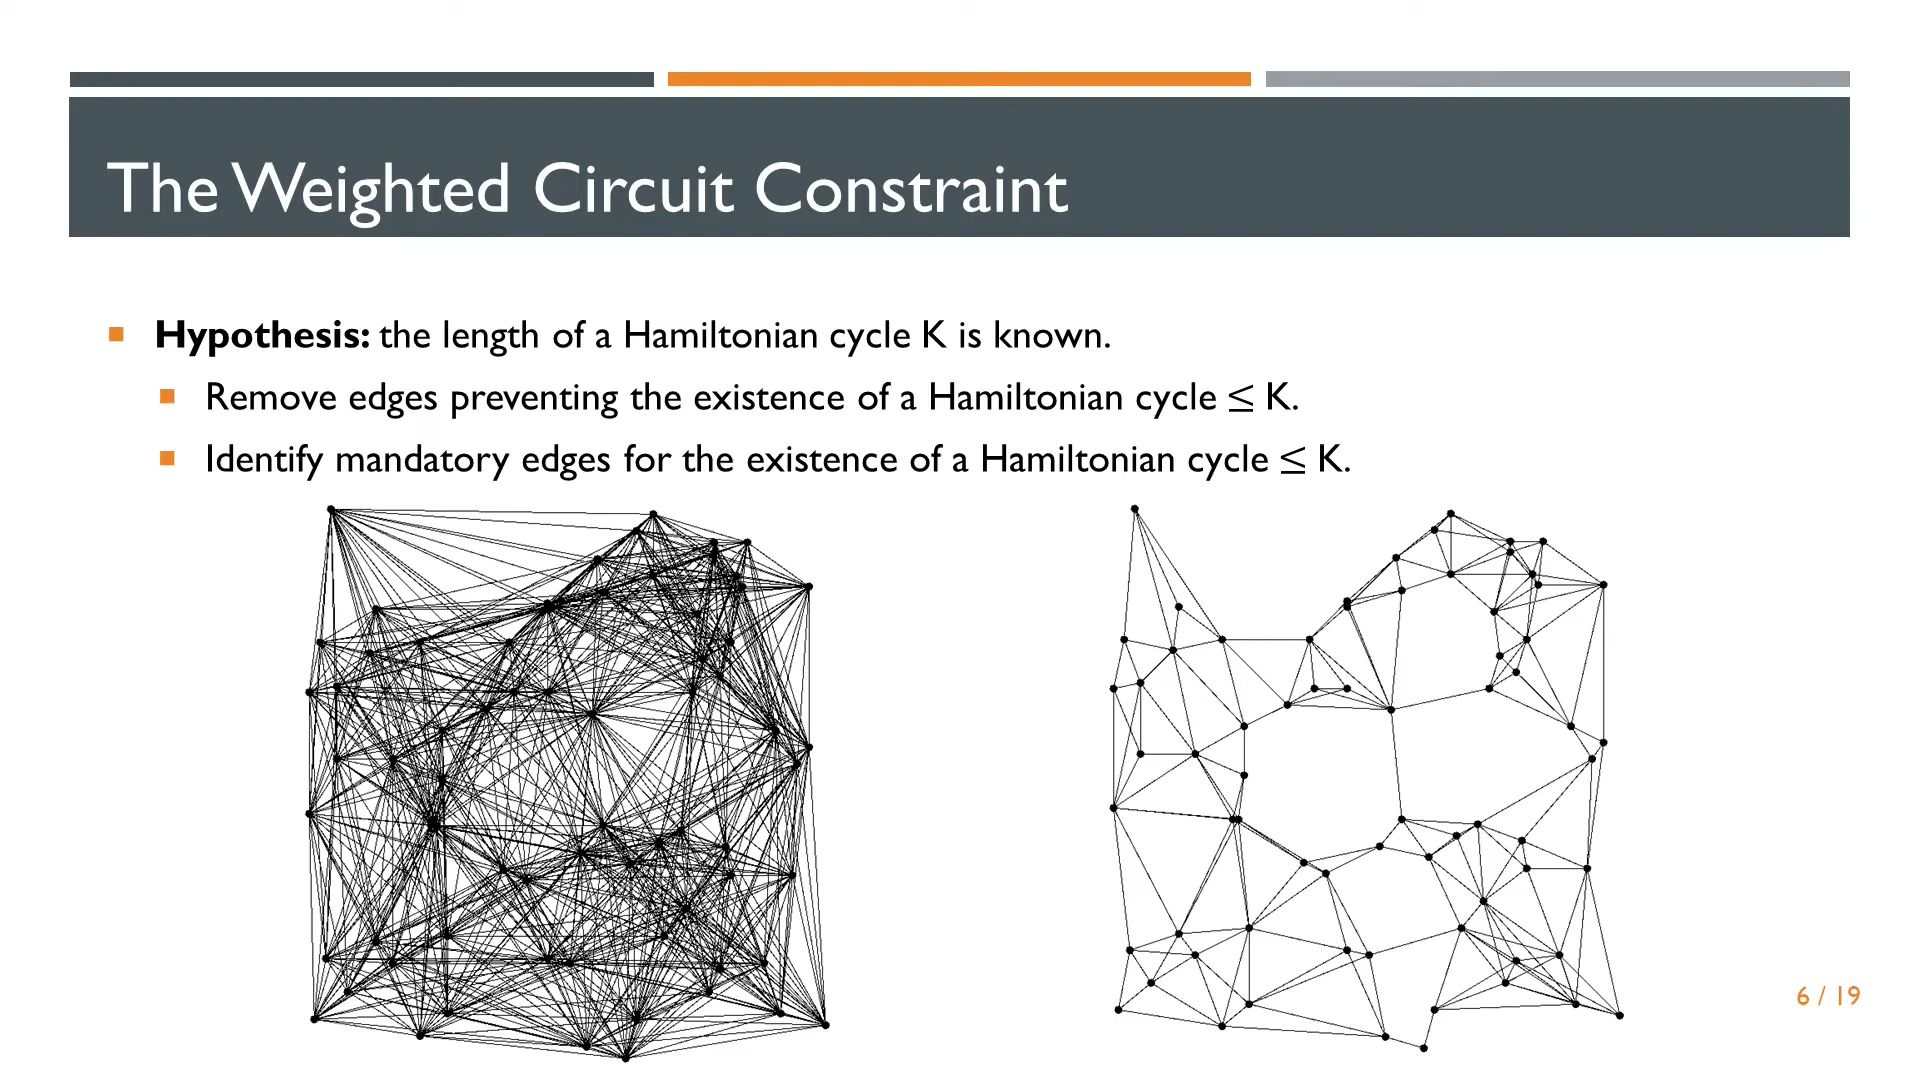 The Weighted Circuit Constraint
Hypothesis: the length of a Hamiltonian cycle K is known.
Remove edges preventing the existence of a Hamiltonian cycle ≤ K.
Identify mandatory edges for the existence of a Hamiltonian cycle ≤ K.
6 / 19